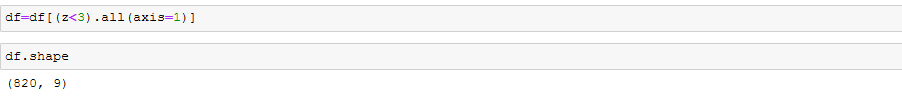 df=df[(z<3).all(axis=1)]
df.shape
(820, 9)